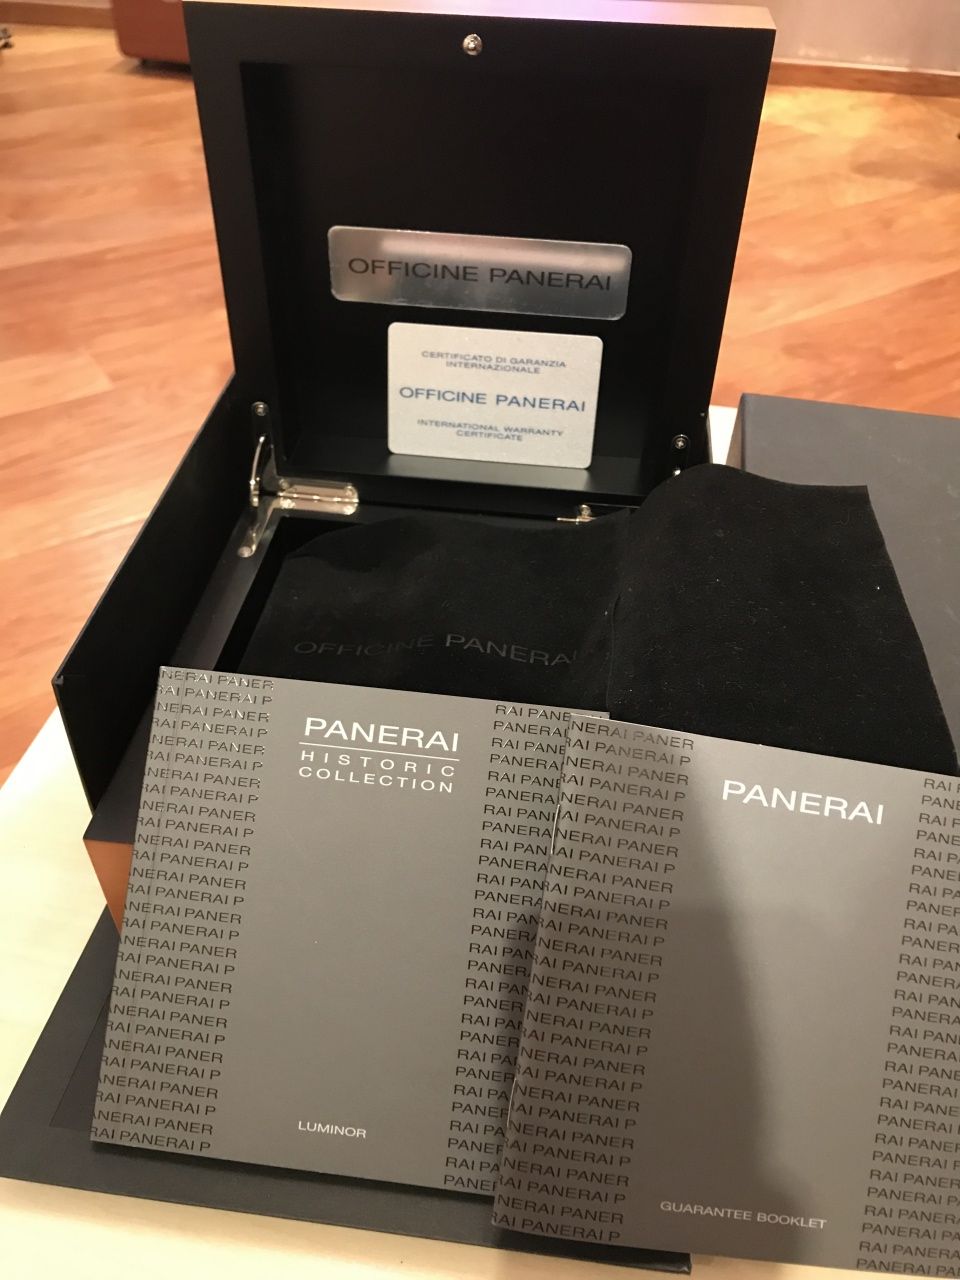 OFFICINE PANERAI
CERTIFICATO DI GARANZIA
INTERNAZIONALE
OFFICINE PANERAI
INTERNATIONAL WARRANTY
CERTIFICATE
OFFICINE PANERAI
PANERAI
HISTORIC
COLLECTION
LUMINOR
PANERAI
GUARANTEE BOOKLET